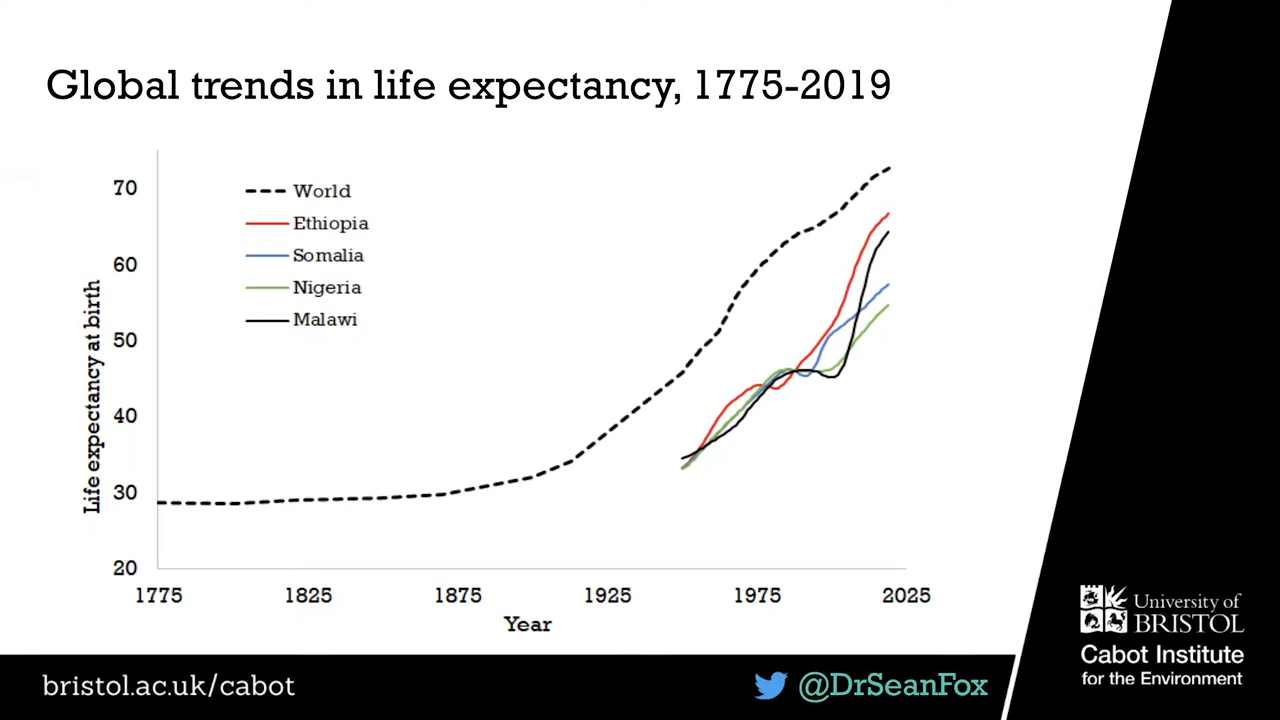 Global trends in life expectancy, 1775-2019
World
Ethiopia
Somalia
Nigeria
Malawi
Life expectancy at birth
70
60
50
40
30
20
1775 1825 1875 1925 1975 2025
Year
University of
BRISTOL
Cabot Institute
for the Environment
bristol.ac.uk/cabot
@DrSeanFox